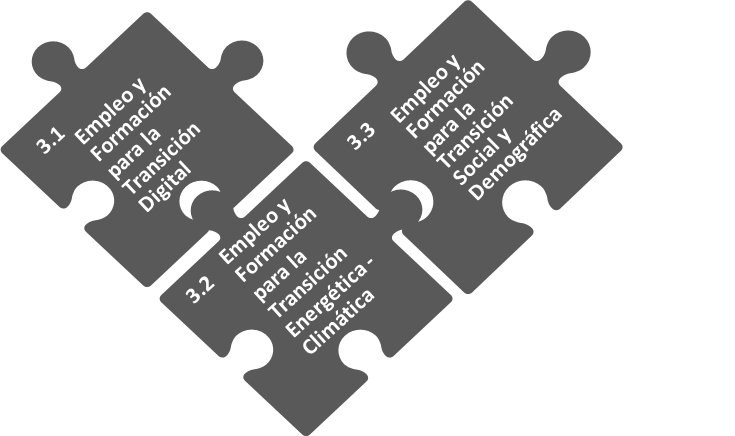 3.1
Empleo y
Formación
para la
Transición
Digital
3.2
Empleo y
Formación
para la
Transición
Energética -
Climática
3.3
Empleo y
Formación
para la
Transición
Social y
Demográfica